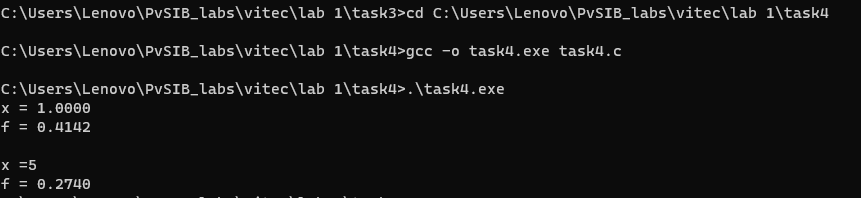 C:\Users\Lenovo\PvSIB_labs\vitec\lab 1\task3>cd C:\Users\Lenovo\PvSIB_labs\vitec\lab 1\task4
C:\Users\Lenovo\PvSIB_labs\vitec\lab 1\task4>gcc -o task4.exe task4.c
C:\Users\Lenovo\PvSIB_labs\vitec\lab 1\task4>.\task4.exe
x = 1.0000
f = 0.4142
x =5
f = 0.2740